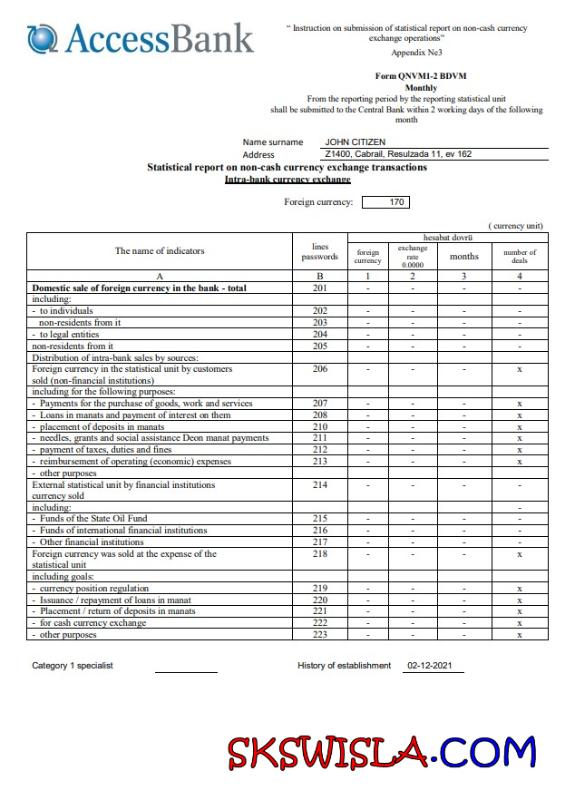 AccessBank
" Instruction on submission of statistical report on non-cash currency
exchange operations"
Appendix №3
Form QNVM1-2 BDVM
Monthly
From the reporting period by the reporting statistical unit
shall be submitted to the Central Bank within 2 working days of the following
month
Name surname JOHN CITIZEN
Address Z1400, Cabrail, Resulzada 11, ev 162
Statistical report on non-cash currency exchange transactions
Intra-bank currency exchange
Foreign currency: 170
( currency unit)
The name of indicators lines passwords hesabat dovrü
foreign currency exchange rate 0.0000 months number of deals
A B 1 2 3 4
Domestic sale of foreign currency in the bank - total 201 - - - -
including:
- to individuals 202 - - - -
non-residents from it 203 - - - -
- to legal entities 204 - - - -
non-residents from it 205 - - - -
Distribution of intra-bank sales by sources:
Foreign currency in the statistical unit by customers 206 - - - x
sold (non-financial institutions)
including for the following purposes:
- Payments for the purchase of goods, work and services 207 - - - x
- Loans in manats and payment of interest on them 208 - - - x
- placement of deposits in manats 210 - - - x
- needles, grants and social assistance Deon manat payments 211 - - - x
- payment of taxes, duties and fines 212 - - - x
- reimbursement of operating (economic) expenses 213 - - - x
- other purposes
External statistical unit by financial institutions 214 - - -
currency sold
including: -
- Funds of the State Oil Fund 215 - - - -
- Funds of international financial institutions 216 - - - -
- Other financial institutions 217 - - - -
Foreign currency was sold at the expense of the 218 - - - x
statistical unit
including goals:
- currency position regulation 219 - - - x
- Issuance / repayment of loans in manat 220 - - - x
- Placement / return of deposits in manats 221 - - - x
- for cash currency exchange 222 - - - x
- other purposes 223 - - - x
Category 1 specialist History of establishment 02-12-2021
SKSWISLA.COM